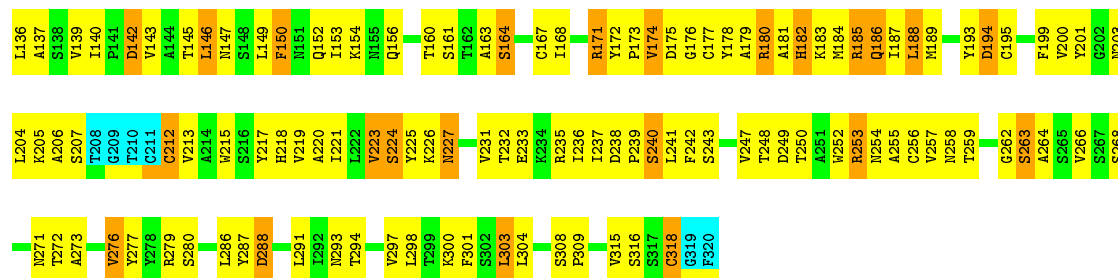 L136 A137 S138 V139 I140 P141 D142 V143 A144 T145 L146 N147 S148 L149 F150 N151 Q152 I153 K154 N155 Q156 T160 S161 T162 A163 S164 C167 I168 R171 Y172 P173 V174 D175 G176 C177 Y178 A179 R180 A181 H182 K183 M184 R185 Q186 I187 L188 M189 Y193 D194 C195 F199 V200 Y201 G202 N203
L204 K205 A206 S207 T208 G209 T210 C211 C212 V213 A214 W215 S216 Y217 H218 V219 A220 I221 L222 V223 S224 Y225 K226 N227 V231 T232 E233 K234 R235 I236 I237 D238 P239 S240 L241 F242 S243 V247 T248 D249 T250 A251 W252 R253 N254 A255 C256 V257 N258 T259 G262 S263 A264 S265 V266 S267 S268
N271 T272 A273 V276 Y277 Y278 R279 S280 L286 Y287 D288 L291 I292 N293 T294 V297 L298 T299 K300 F301 S302 L303 L304 S308 P309 V315 S316 S317 C318 G319 F320